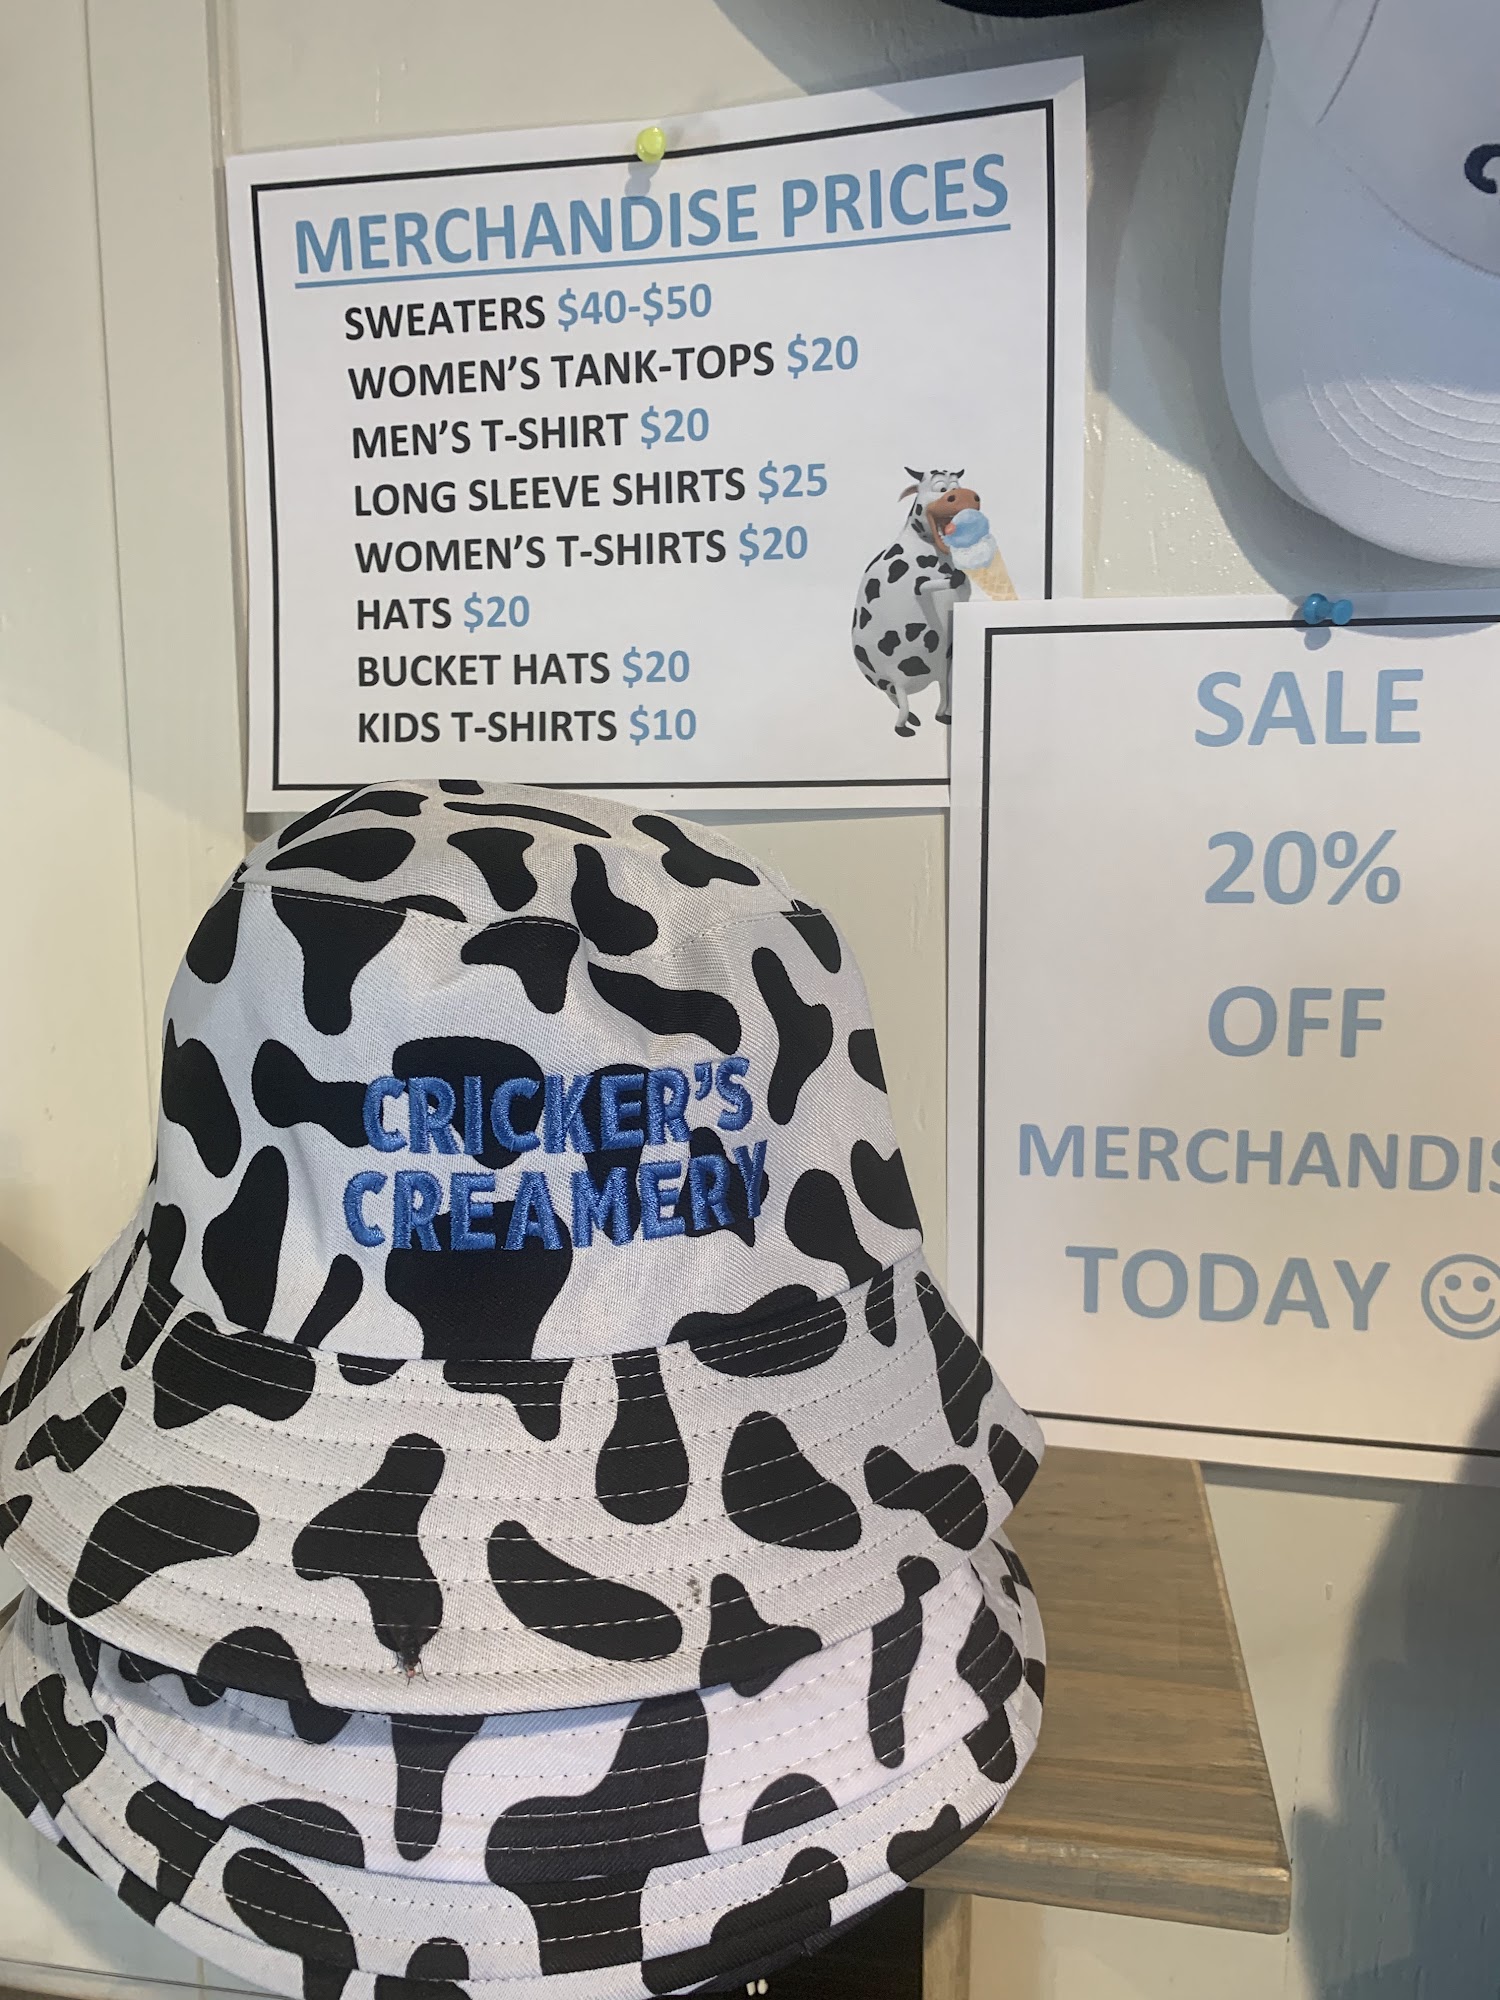 MERCHANDISE PRICES
SWEATERS $40-$50
WOMEN'S TANK-TOPS $20
MEN'S T-SHIRT $20
LONG SLEEVE SHIRTS $25
WOMEN'S T-SHIRTS $20
HATS $20
BUCKET HATS $20
KIDS T-SHIRTS $10
SALE
20%
OFF
MERCHANDIS
TODAY
CRICKER'S
CREAMERY